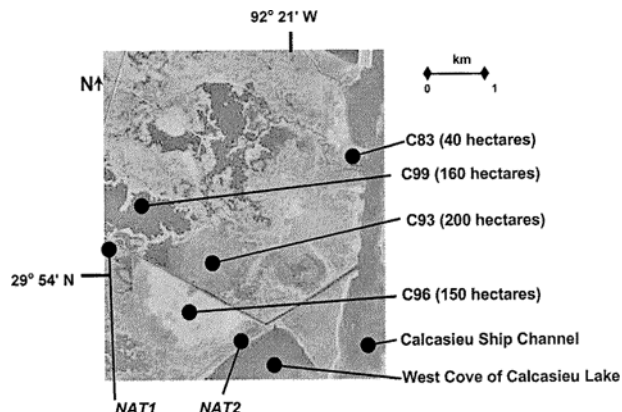 92° 21' W
km
0 1
N↑
C83 (40 hectares)
C99 (160 hectares)
C93 (200 hectares)
29° 54' N
C96 (150 hectares)
Calcasieu Ship Channel
West Cove of Calcasieu Lake
NAT1 NAT2